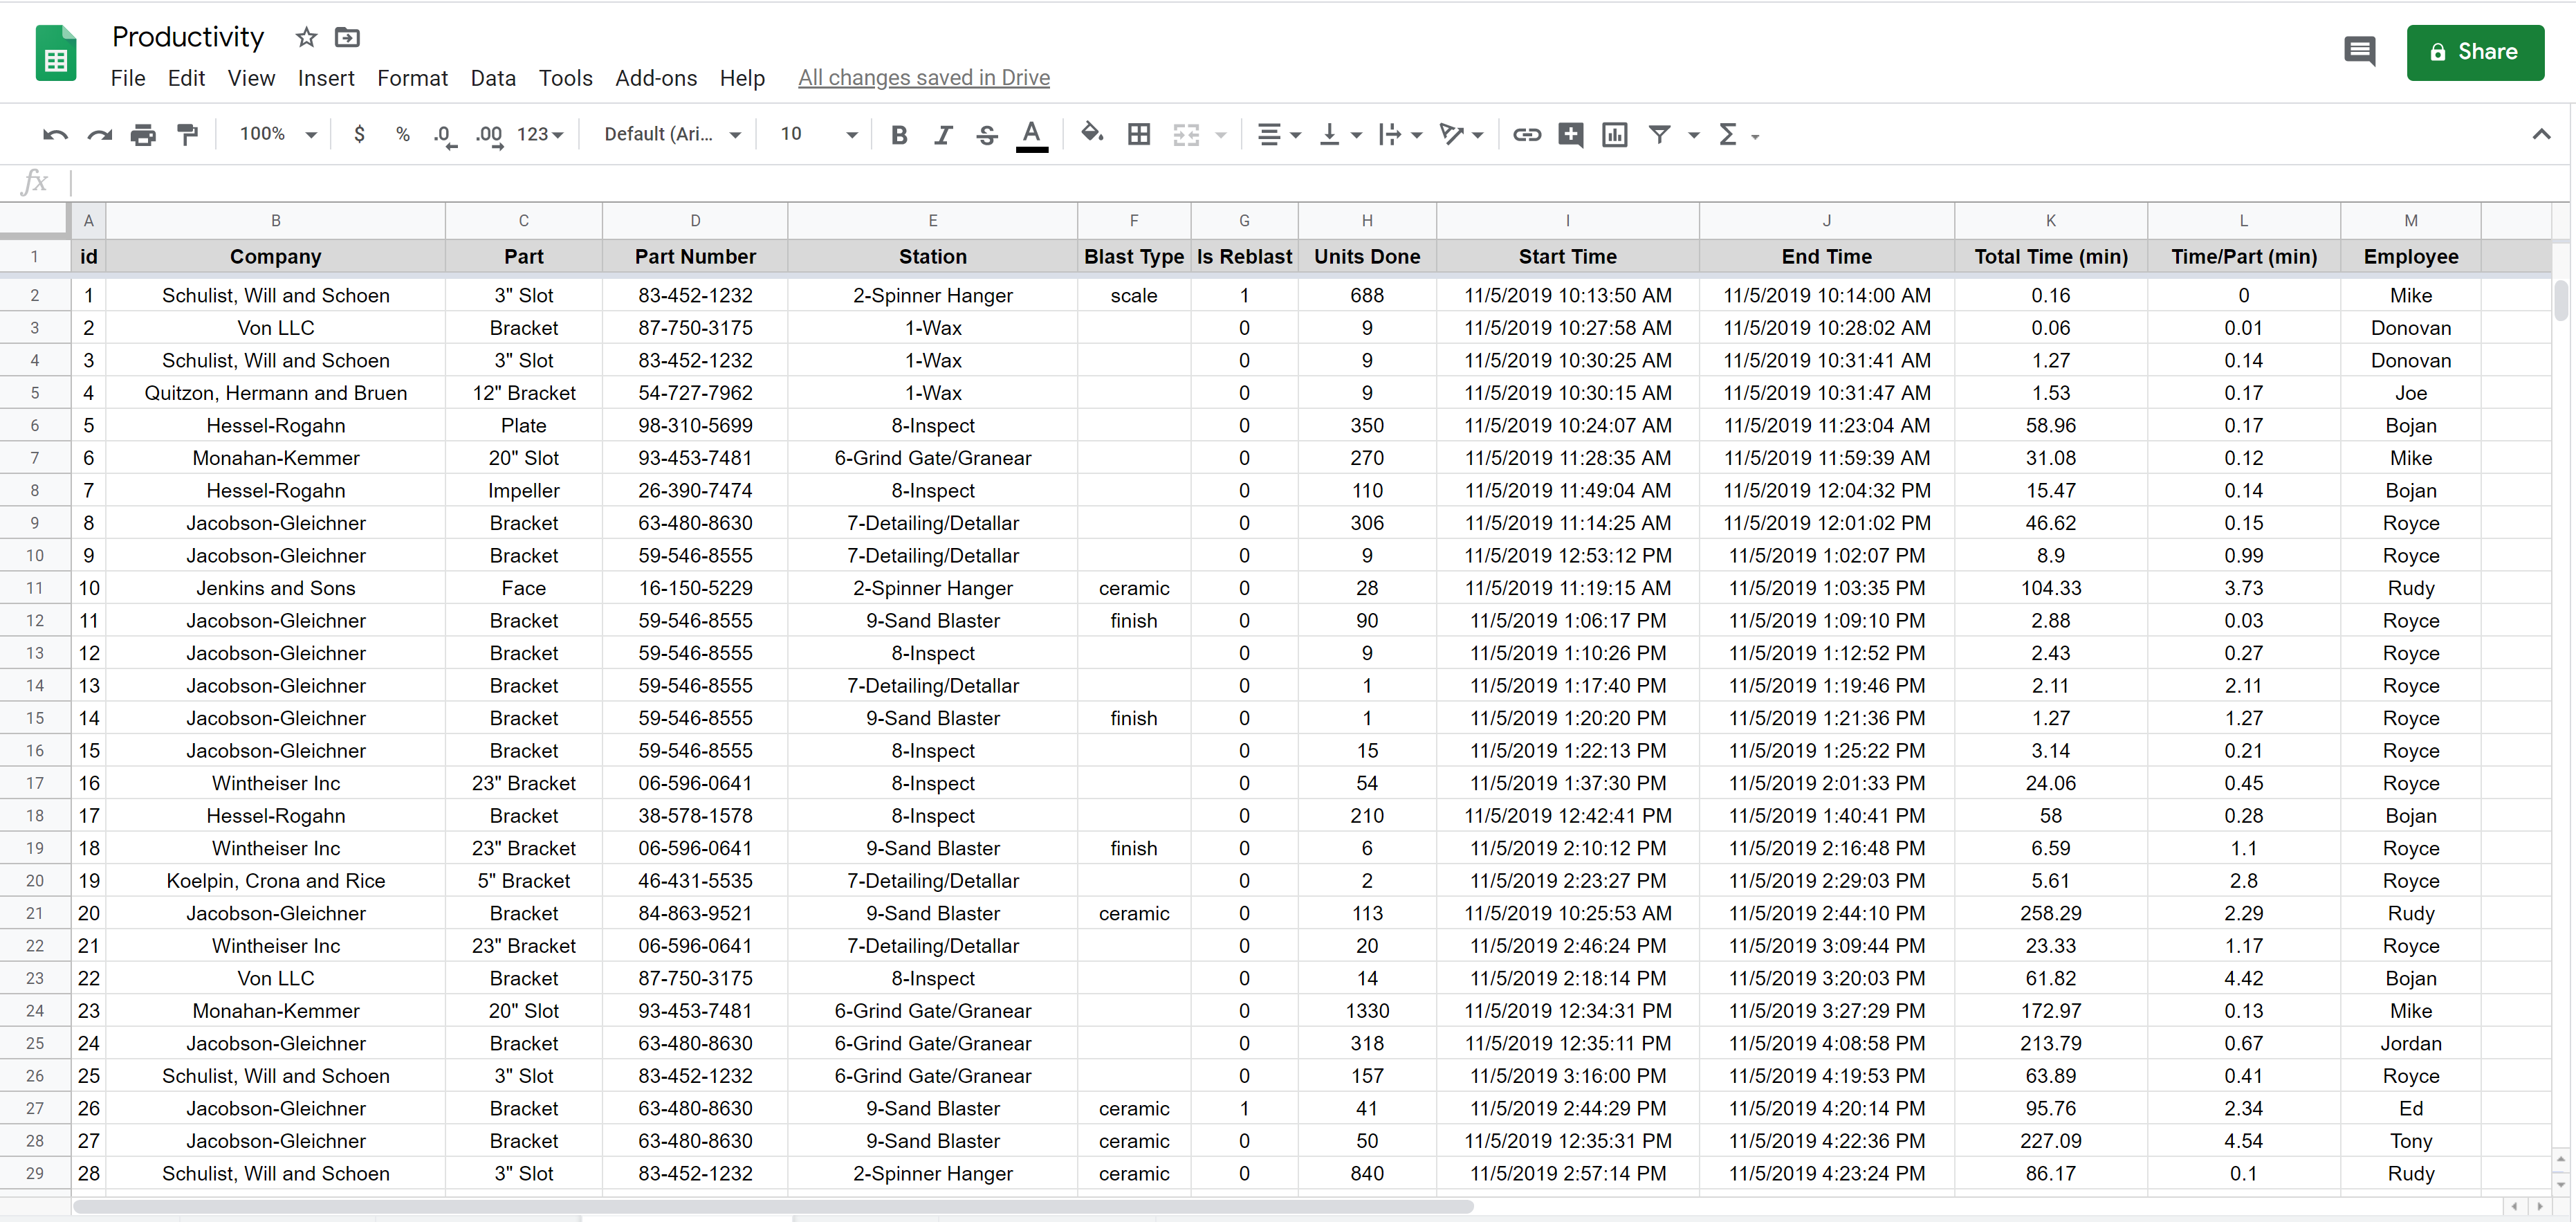 Productivity
File Edit View Insert Format Data Tools Add-ons Help All changes saved in Drive
Share
100% $ % .0 .00 123 Default (Ari... 10 B I S A Σ
fx
A B C D E F G H I J K L M
1 id Company Part Part Number Station Blast Type Is Reblast Units Done Start Time End Time Total Time (min) Time/Part (min) Employee
2 1 Schulist, Will and Schoen 3" Slot 83-452-1232 2-Spinner Hanger scale 1 688 11/5/2019 10:13:50 AM 11/5/2019 10:14:00 AM 0.16 0 Mike
3 2 Von LLC Bracket 87-750-3175 1-Wax 0 9 11/5/2019 10:27:58 AM 11/5/2019 10:28:02 AM 0.06 0.01 Donovan
4 3 Schulist, Will and Schoen 3" Slot 83-452-1232 1-Wax 0 9 11/5/2019 10:30:25 AM 11/5/2019 10:31:41 AM 1.27 0.14 Donovan
5 4 Quitzon, Hermann and Bruen 12" Bracket 54-727-7962 1-Wax 0 9 11/5/2019 10:30:15 AM 11/5/2019 10:31:47 AM 1.53 0.17 Joe
6 5 Hessel-Rogahn Plate 98-310-5699 8-Inspect 0 350 11/5/2019 10:24:07 AM 11/5/2019 11:23:04 AM 58.96 0.17 Bojan
7 6 Monahan-Kemmer 20" Slot 93-453-7481 6-Grind Gate/Granear 0 270 11/5/2019 11:28:35 AM 11/5/2019 11:59:39 AM 31.08 0.12 Mike
8 7 Hessel-Rogahn Impeller 26-390-7474 8-Inspect 0 110 11/5/2019 11:49:04 AM 11/5/2019 12:04:32 PM 15.47 0.14 Bojan
9 8 Jacobson-Gleichner Bracket 63-480-8630 7-Detailing/Detallar 0 306 11/5/2019 11:14:25 AM 11/5/2019 12:01:02 PM 46.62 0.15 Royce
10 9 Jacobson-Gleichner Bracket 59-546-8555 7-Detailing/Detallar 0 9 11/5/2019 12:53:12 PM 11/5/2019 1:02:07 PM 8.9 0.99 Royce
11 10 Jenkins and Sons Face 16-150-5229 2-Spinner Hanger ceramic 0 28 11/5/2019 11:19:15 AM 11/5/2019 1:03:35 PM 104.33 3.73 Rudy
12 11 Jacobson-Gleichner Bracket 59-546-8555 9-Sand Blaster finish 0 90 11/5/2019 1:06:17 PM 11/5/2019 1:09:10 PM 2.88 0.03 Royce
13 12 Jacobson-Gleichner Bracket 59-546-8555 8-Inspect 0 9 11/5/2019 1:10:26 PM 11/5/2019 1:12:52 PM 2.43 0.27 Royce
14 13 Jacobson-Gleichner Bracket 59-546-8555 7-Detailing/Detallar 0 1 11/5/2019 1:17:40 PM 11/5/2019 1:19:46 PM 2.11 2.11 Royce
15 14 Jacobson-Gleichner Bracket 59-546-8555 9-Sand Blaster finish 0 1 11/5/2019 1:20:20 PM 11/5/2019 1:21:36 PM 1.27 1.27 Royce
16 15 Jacobson-Gleichner Bracket 59-546-8555 8-Inspect 0 15 11/5/2019 1:22:13 PM 11/5/2019 1:25:22 PM 3.14 0.21 Royce
17 16 Wintheiser Inc 23" Bracket 06-596-0641 8-Inspect 0 54 11/5/2019 1:37:30 PM 11/5/2019 2:01:33 PM 24.06 0.45 Royce
18 17 Hessel-Rogahn Bracket 38-578-1578 8-Inspect 0 210 11/5/2019 12:42:41 PM 11/5/2019 1:40:41 PM 58 0.28 Bojan
19 18 Wintheiser Inc 23" Bracket 06-596-0641 9-Sand Blaster finish 0 6 11/5/2019 2:10:12 PM 11/5/2019 2:16:48 PM 6.59 1.1 Royce
20 19 Koelpin, Crona and Rice 5" Bracket 46-431-5535 7-Detailing/Detallar 0 2 11/5/2019 2:23:27 PM 11/5/2019 2:29:03 PM 5.61 2.8 Royce
21 20 Jacobson-Gleichner Bracket 84-863-9521 9-Sand Blaster ceramic 0 113 11/5/2019 10:25:53 AM 11/5/2019 2:44:10 PM 258.29 2.29 Rudy
22 21 Wintheiser Inc 23" Bracket 06-596-0641 7-Detailing/Detallar 0 20 11/5/2019 2:46:24 PM 11/5/2019 3:09:44 PM 23.33 1.17 Royce
23 22 Von LLC Bracket 87-750-3175 8-Inspect 0 14 11/5/2019 2:18:14 PM 11/5/2019 3:20:03 PM 61.82 4.42 Bojan
24 23 Monahan-Kemmer 20" Slot 93-453-7481 6-Grind Gate/Granear 0 1330 11/5/2019 12:34:31 PM 11/5/2019 3:27:29 PM 172.97 0.13 Mike
25 24 Jacobson-Gleichner Bracket 63-480-8630 6-Grind Gate/Granear 0 318 11/5/2019 12:35:11 PM 11/5/2019 4:08:58 PM 213.79 0.67 Jordan
26 25 Schulist, Will and Schoen 3" Slot 83-452-1232 6-Grind Gate/Granear 0 157 11/5/2019 3:16:00 PM 11/5/2019 4:19:53 PM 63.89 0.41 Royce
27 26 Jacobson-Gleichner Bracket 63-480-8630 9-Sand Blaster ceramic 1 41 11/5/2019 2:44:29 PM 11/5/2019 4:20:14 PM 95.76 2.34 Ed
28 27 Jacobson-Gleichner Bracket 63-480-8630 9-Sand Blaster ceramic 0 50 11/5/2019 12:35:31 PM 11/5/2019 4:22:36 PM 227.09 4.54 Tony
29 28 Schulist, Will and Schoen 3" Slot 83-452-1232 2-Spinner Hanger ceramic 0 840 11/5/2019 2:57:14 PM 11/5/2019 4:23:24 PM 86.17 0.1 Rudy